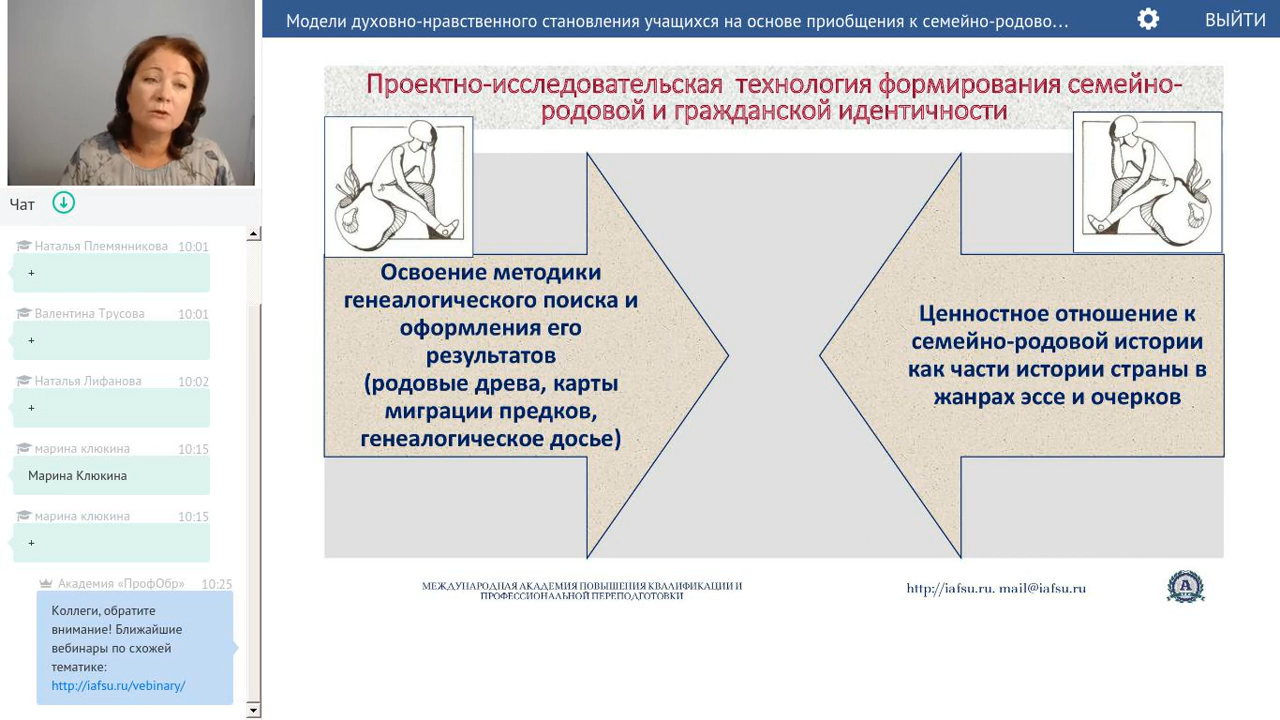 Модели духовно-нравственного становления учащихся на основе приобщения к семейно-родово...
ВЫЙТИ
Чат
Наталья Племянникова 10:01
+
Валентина Трусова 10:01
+
Наталья Лифанова 10:02
+
марина клюкина 10:15
Марина Клюкина
марина клюкина 10:15
+
Академия «ПрофОбр» 10:25
Коллеги, обратите
внимание! Ближайшие
вебинары по схожей
тематике:
http://iafsu.ru/vebinary/
Проектно-исследовательская технология формирования семейно-
родовой и гражданской идентичности
Освоение методики
генеалогического поиска и
оформления его
результатов
(родовые древа, карты
миграции предков,
генеалогическое досье)
Ценностное отношение к
семейно-родовой истории
как части истории страны в
жанрах эссе и очерков
МЕЖДУНАРОДНАЯ АКАДЕМИЯ ПОВЫШЕНИЯ КВАЛИФИКАЦИИ И
ПРОФЕССИОНАЛЬНОЙ ПЕРЕПОДГОТОВКИ
http://iafsu.ru. mail@iafsu.ru